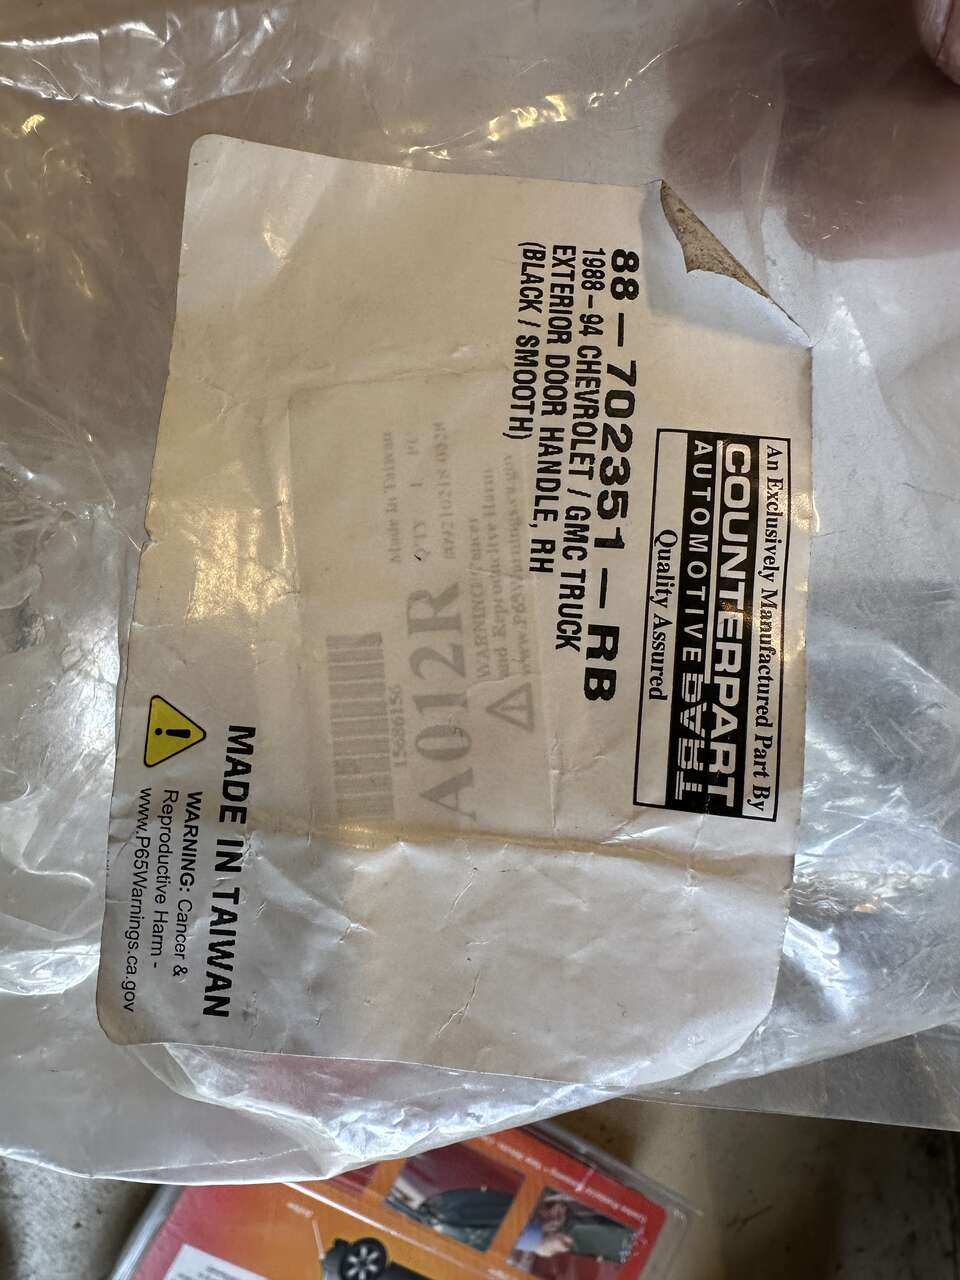 An Exclusively Manufactured Part By
COUNTERPART
AUTOMOTIVE
Quality Assured
88-702351-RB
1988-94 CHEVROLET / GMC TRUCK
EXTERIOR DOOR HANDLE, RH
(BLACK / SMOOTH)
A012R
MADE IN TAIWAN
WARNING: Cancer &
Reproductive Harm -
www.P65Warnings.ca.gov